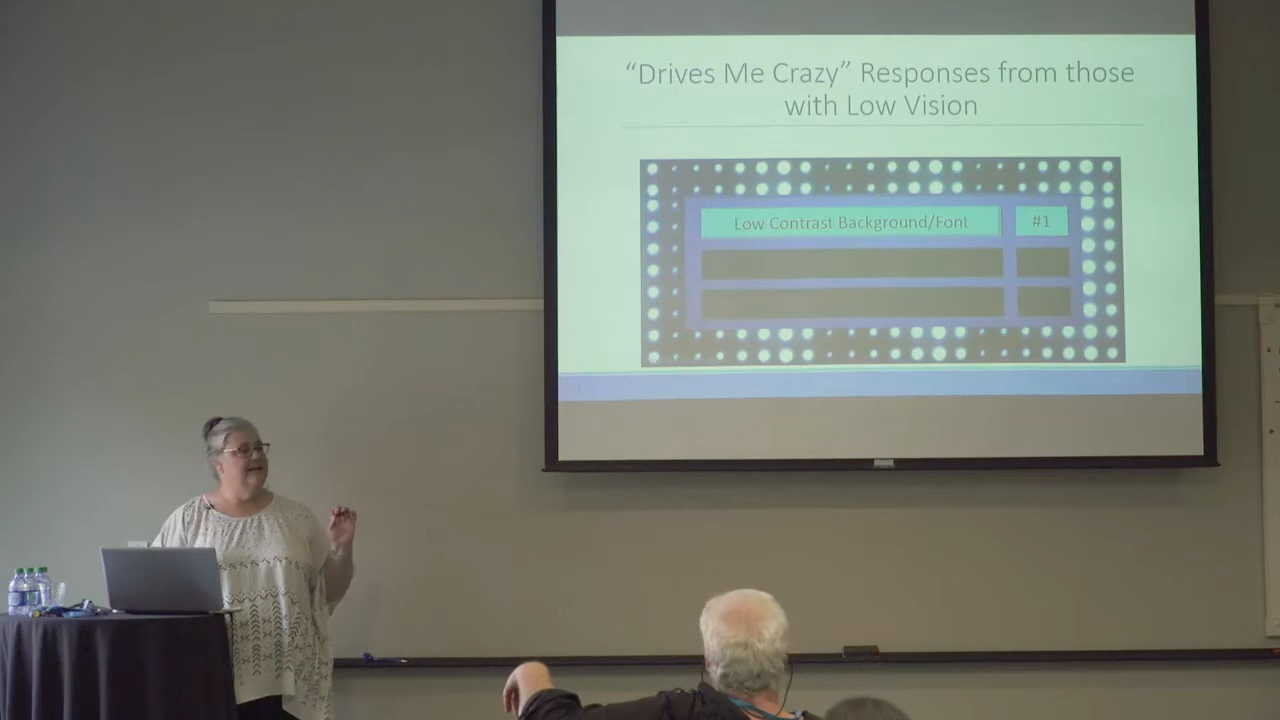 “Drives Me Crazy” Responses from those
with Low Vision
Low Contrast Background/Font #1